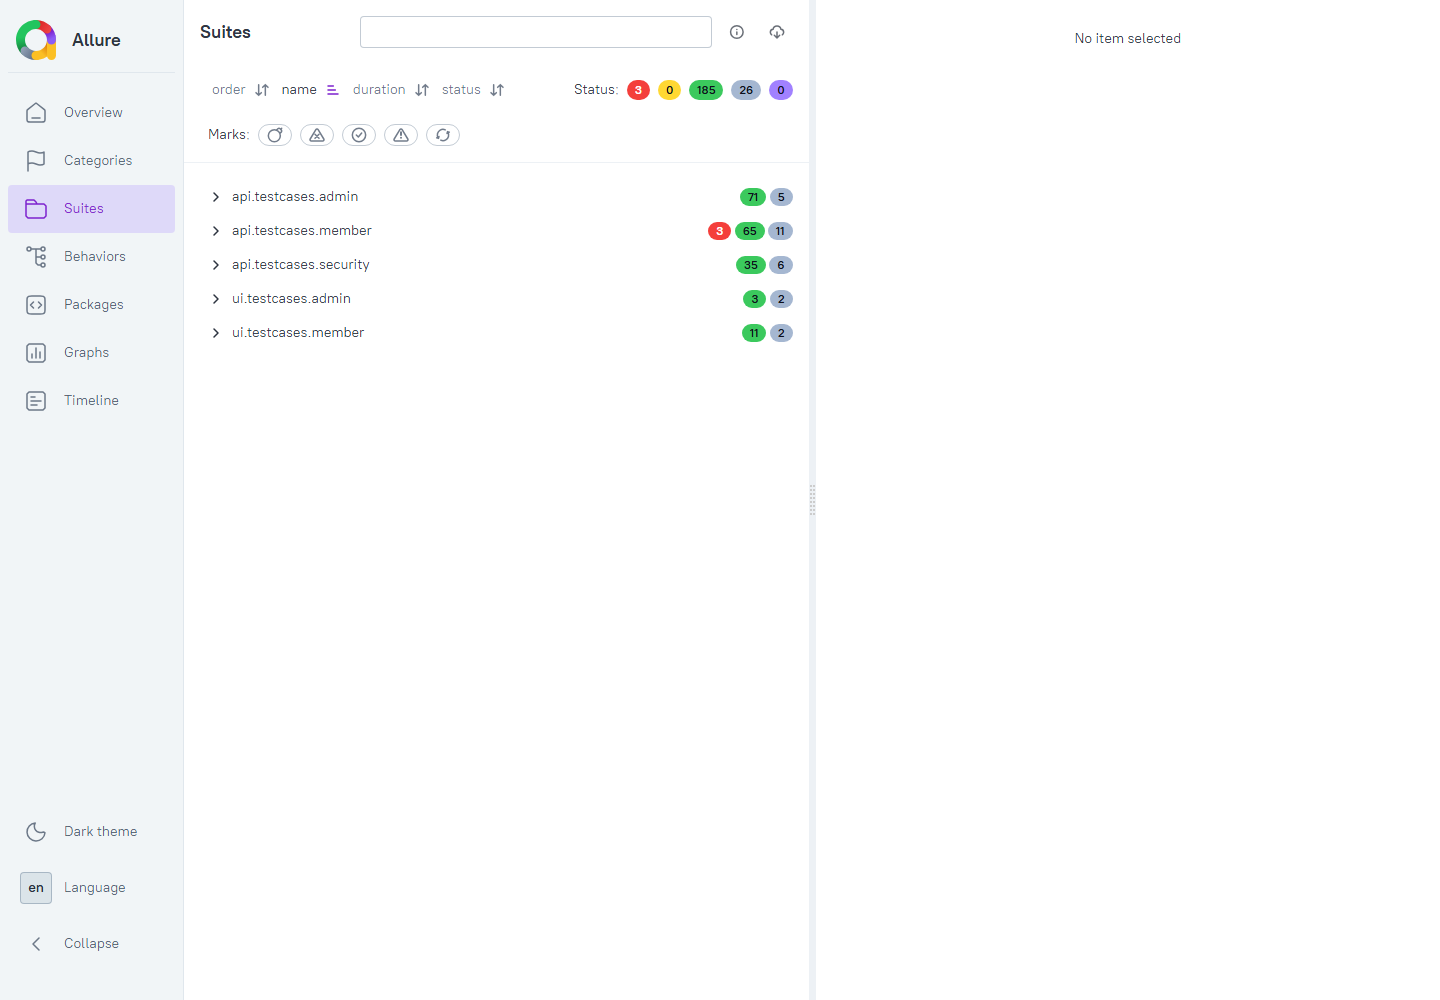 Allure
Overview
Categories
Suites
Behaviors
Packages
Graphs
Timeline
Dark theme
en Language
Collapse
Suites
order name duration status Status: 3 0 185 26 0
Marks:
api.testcases.admin 71 5
api.testcases.member 3 65 11
api.testcases.security 35 6
ui.testcases.admin 3 2
ui.testcases.member 11 2
No item selected